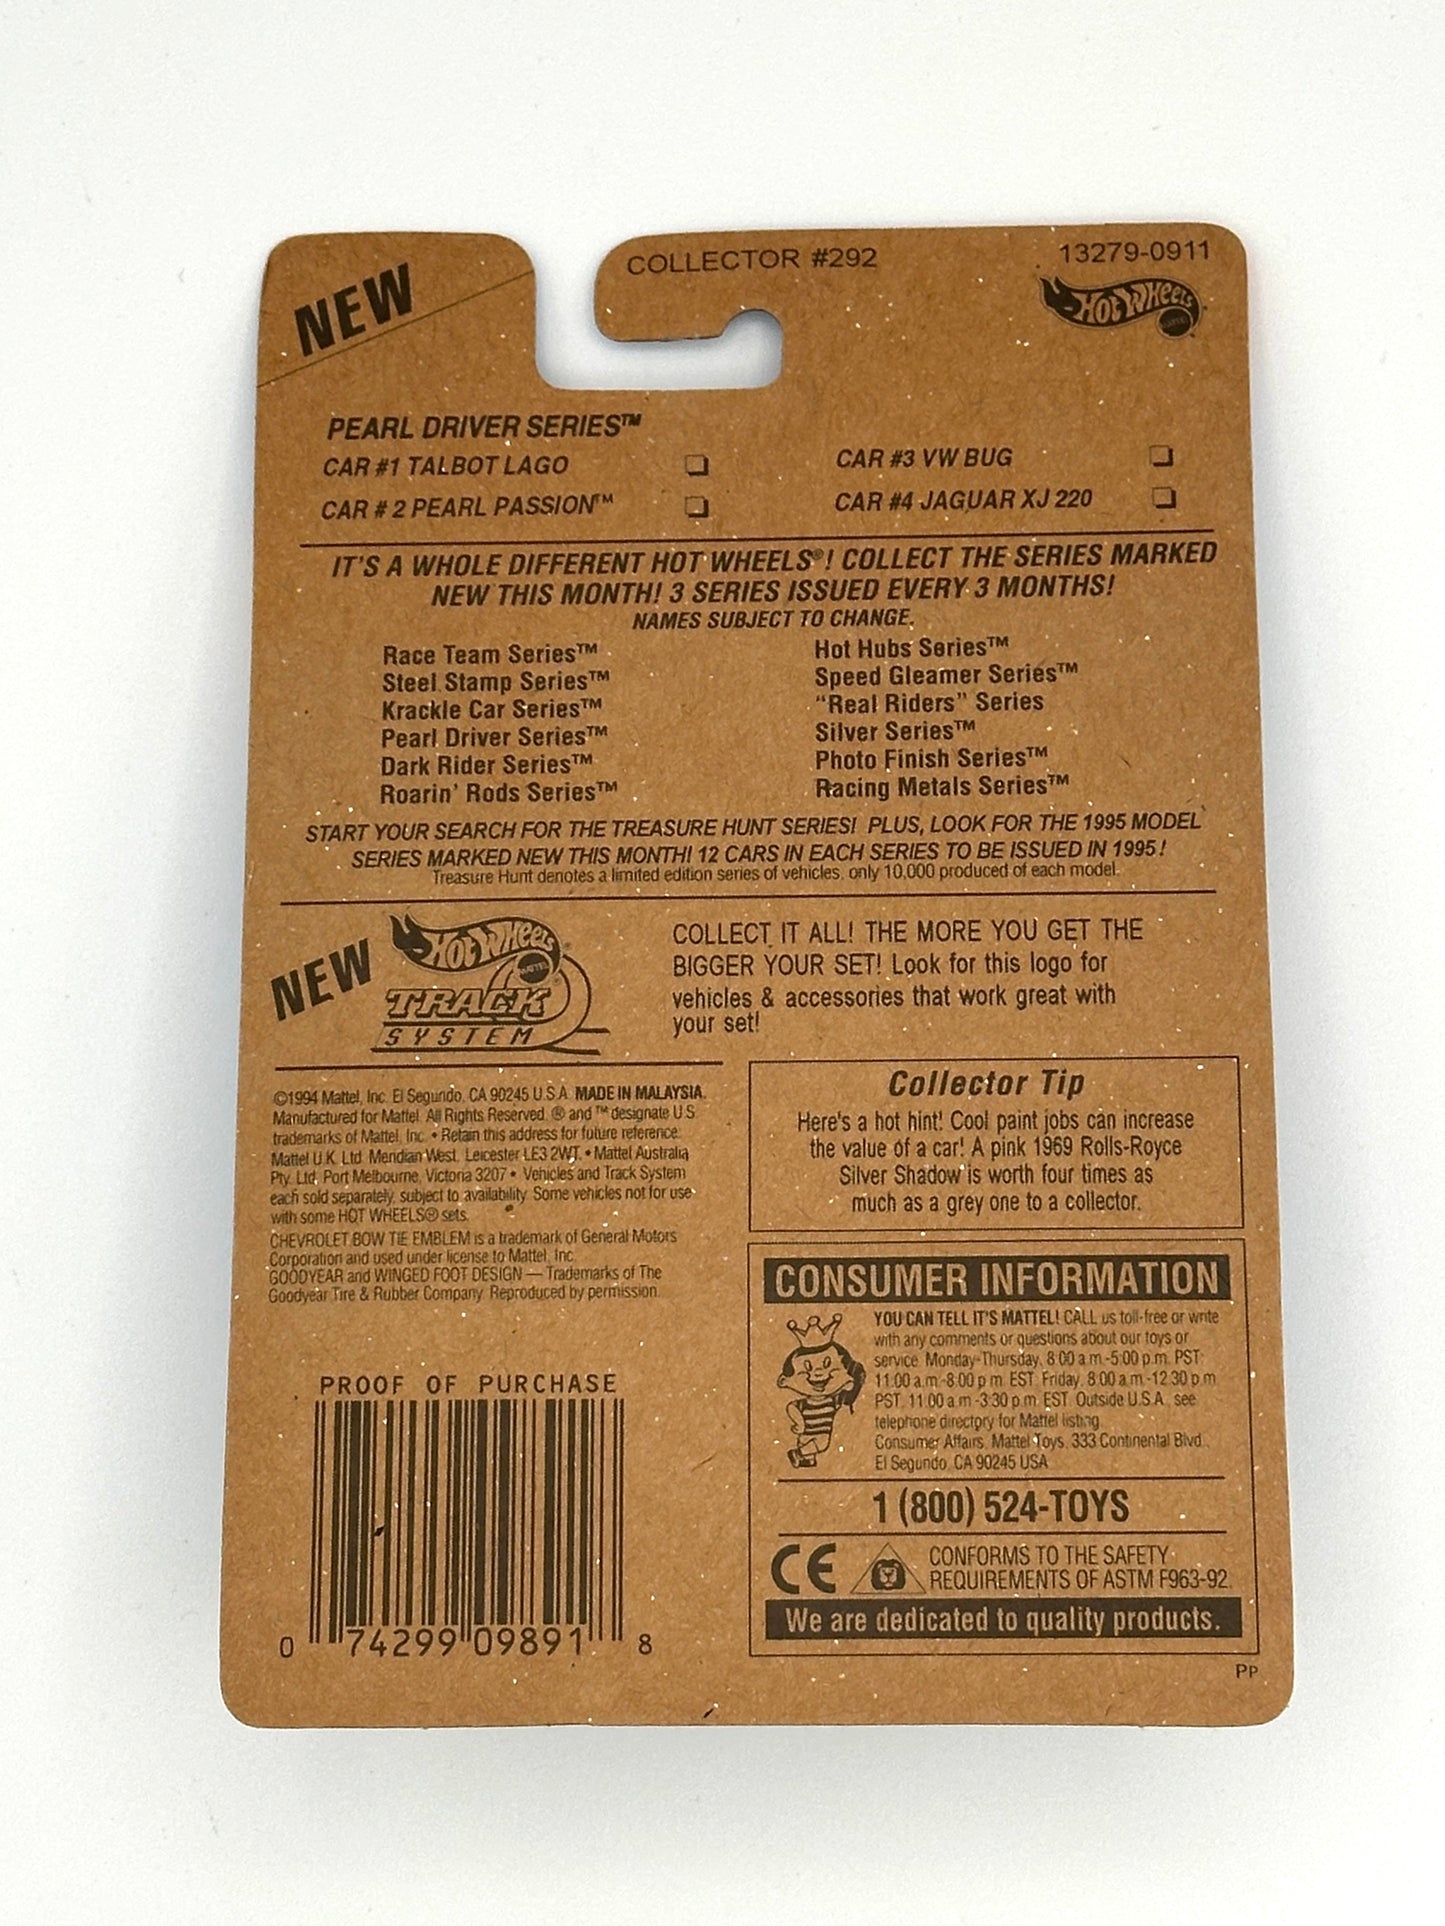 NEW
COLLECTOR #292
13279-0911
HOT WHEELS
MATTEL
PEARL DRIVER SERIES™
CAR #1 TALBOT LAGO ❏
CAR # 2 PEARL PASSION™ ❏
CAR #3 VW BUG ❏
CAR #4 JAGUAR XJ 220 ❏
IT'S A WHOLE DIFFERENT HOT WHEELS®! COLLECT THE SERIES MARKED
NEW THIS MONTH! 3 SERIES ISSUED EVERY 3 MONTHS!
NAMES SUBJECT TO CHANGE.
Race Team Series™
Steel Stamp Series™
Krackle Car Series™
Pearl Driver Series™
Dark Rider Series™
Roarin' Rods Series™
Hot Hubs Series™
Speed Gleamer Series™
"Real Riders" Series
Silver Series™
Photo Finish Series™
Racing Metals Series™
START YOUR SEARCH FOR THE TREASURE HUNT SERIES! PLUS, LOOK FOR THE 1995 MODEL
SERIES MARKED NEW THIS MONTH! 12 CARS IN EACH SERIES TO BE ISSUED IN 1995!
Treasure Hunt denotes a limited edition series of vehicles, only 10,000 produced of each model.
NEW
HOT WHEELS®
MATTEL
TRACK
SYSTEM
COLLECT IT ALL! THE MORE YOU GET THE
BIGGER YOUR SET! Look for this logo for
vehicles & accessories that work great with
your set!
©1994 Mattel, Inc. El Segundo, CA 90245 U.S.A. MADE IN MALAYSIA.
Manufactured for Mattel. All Rights Reserved. ® and ™ designate U.S.
trademarks of Mattel, Inc. • Retain this address for future reference:
Mattel U.K. Ltd. Meridian West, Leicester LE3 2WT. • Mattel Australia
Pty. Ltd. Port Melbourne, Victoria 3207 • Vehicles and Track System
each sold separately, subject to availability. Some vehicles not for use
with some HOT WHEELS® sets.
CHEVROLET BOW TIE EMBLEM is a trademark of General Motors
Corporation and used under license to Mattel, Inc.
GOODYEAR and WINGED FOOT DESIGN — Trademarks of The
Goodyear Tire & Rubber Company. Reproduced by permission.
Collector Tip
Here's a hot hint! Cool paint jobs can increase
the value of a car! A pink 1969 Rolls-Royce
Silver Shadow is worth four times as
much as a grey one to a collector.
CONSUMER INFORMATION
YOU CAN TELL IT'S MATTEL! CALL us toll-free or write
with any comments or questions about our toys or
service. Monday-Thursday, 8:00 a.m.-5:00 p.m. PST;
11:00 a.m.-8:00 p.m. EST. Friday, 8:00 a.m.-12:30 p.m.
PST, 11:00 a.m.-3:30 p.m. EST. Outside U.S.A., see
telephone directory for Mattel listing.
Consumer Affairs, Mattel Toys, 333 Continental Blvd.,
El Segundo, CA 90245 USA
1 (800) 524-TOYS
CE
CONFORMS TO THE SAFETY
REQUIREMENTS OF ASTM F963-92.
We are dedicated to quality products.
PROOF OF PURCHASE
0 74299 09891 8
PP